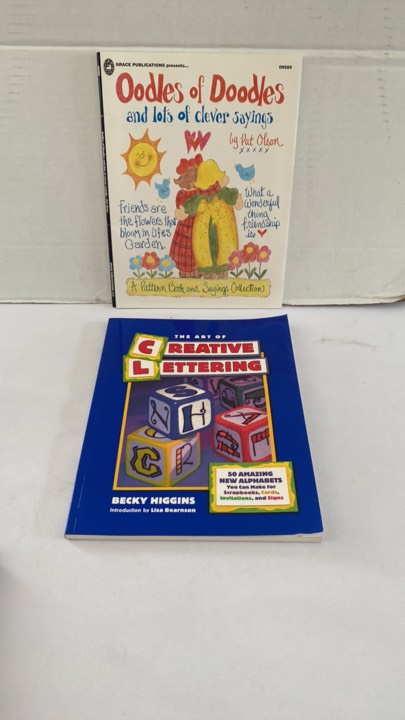 GRACE PUBLICATIONS presents...
09585
Oodles of Doodles
and lots of clever sayings
by Pat Olson
xxxxx
Friends are
the flowers that
bloom in life's
Garden.
What a
wonderful
thing
friendship
is
A Pattern Book and Sayings Collection
THE ART OF
CREATIVE
LETTERING
50 AMAZING
NEW ALPHABETS
You Can Make for
Scrapbooks, Cards,
Invitations, and Signs
BECKY HIGGINS
Introduction by Lisa Bearnson